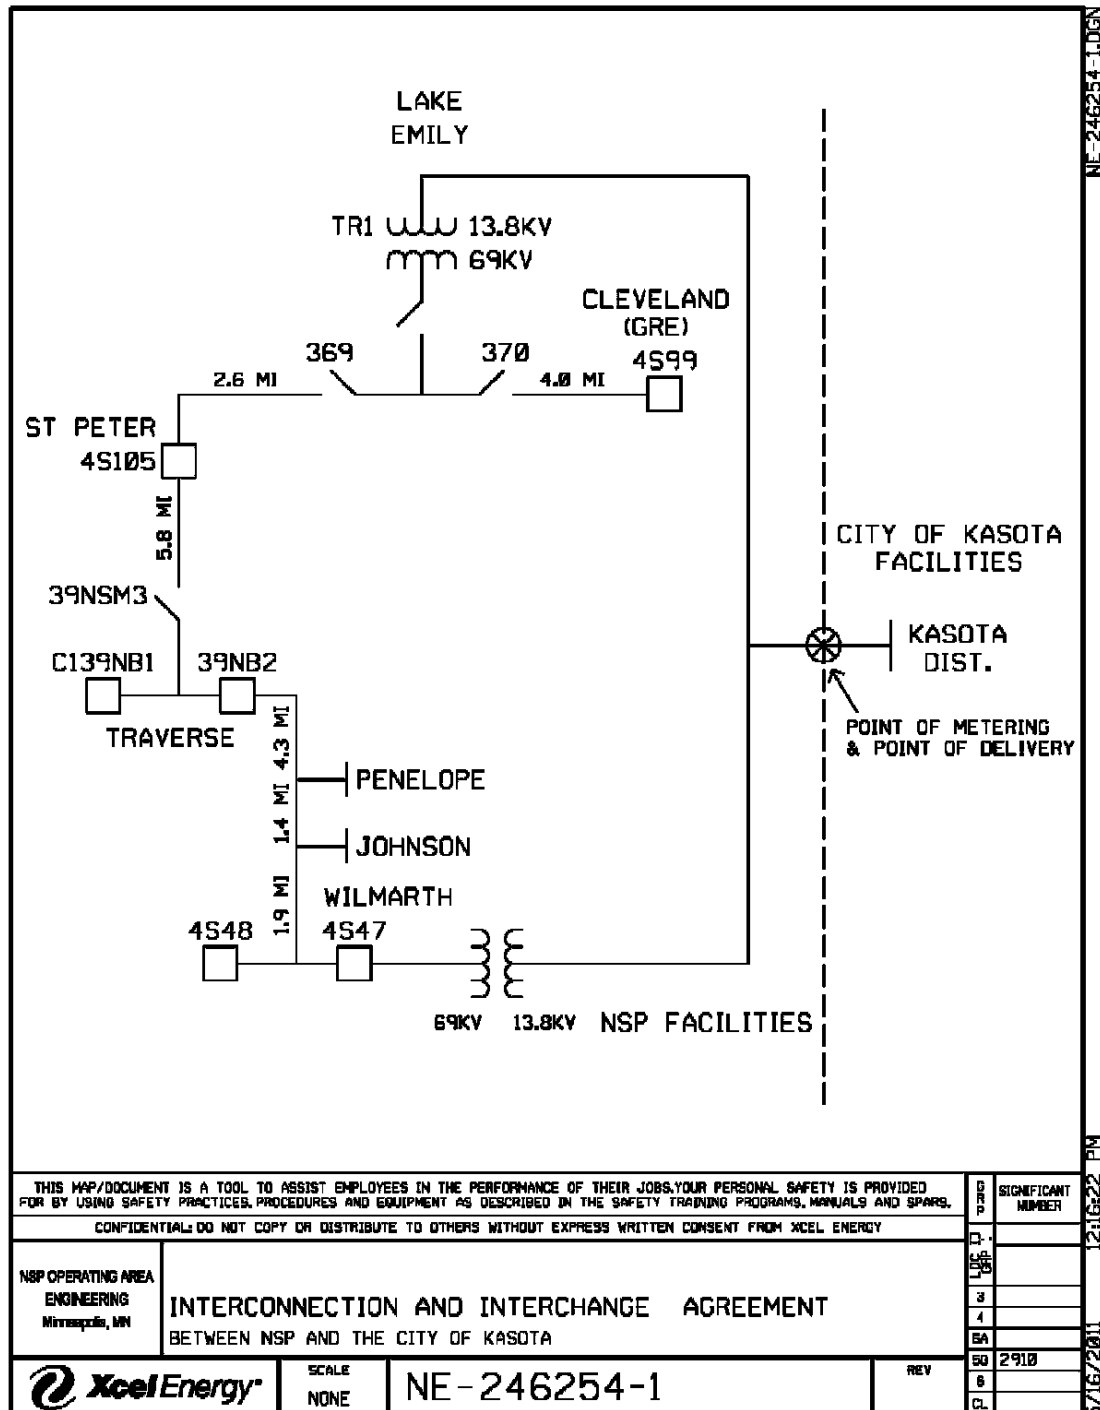 NE-246254-1.DGN
LAKE
EMILY
TR1
13.8KV
69KV
CLEVELAND
(GRE)
4S99
369
370
2.6 MI
4.0 MI
ST PETER
4S105
5.8 MI
CITY OF KASOTA
FACILITIES
39NSM3
KASOTA
DIST.
C139NB1
39NB2
TRAVERSE
4.3 MI
POINT OF METERING
& POINT OF DELIVERY
PENELOPE
1.4 MI
JOHNSON
1.9 MI
WILMARTH
4S48
4S47
69KV
13.8KV
NSP FACILITIES
THIS MAP/DOCUMENT IS A TOOL TO ASSIST EMPLOYEES IN THE PERFORMANCE OF THEIR JOBS.YOUR PERSONAL SAFETY IS PROVIDED
FOR BY USING SAFETY PRACTICES, PROCEDURES AND EQUIPMENT AS DESCRIBED IN THE SAFETY TRAINING PROGRAMS, MANUALS AND SPARS.
CONFIDENTIAL: DO NOT COPY OR DISTRIBUTE TO OTHERS WITHOUT EXPRESS WRITTEN CONSENT FROM XCEL ENERGY
GRP
SIGNIFICANT
NUMBER
12:16:22 PM
NSP OPERATING AREA
ENGINEERING
Minneapolis, MN
INTERCONNECTION AND INTERCHANGE AGREEMENT
BETWEEN NSP AND THE CITY OF KASOTA
3
4
5A
5G 2910
6
CL
/16/2011
Xcel Energy
SCALE
NONE
NE-246254-1
REV